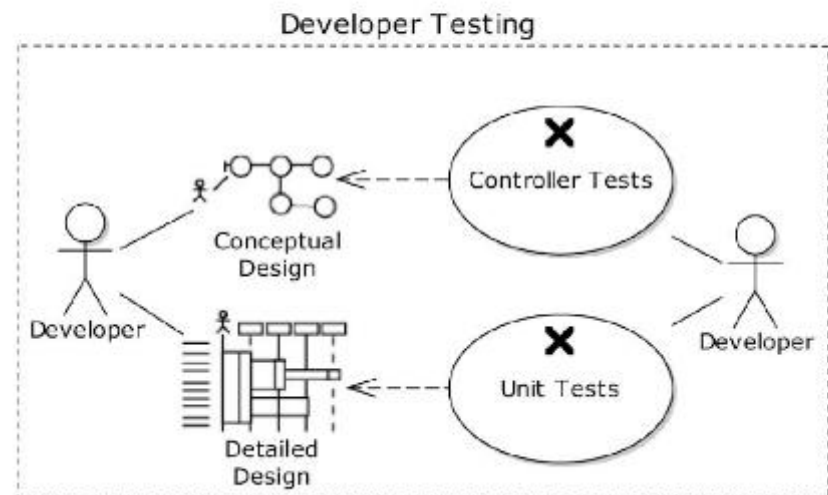 Developer Testing
Controller Tests
Conceptual
Design
Developer
Developer
Unit Tests
Detailed
Design